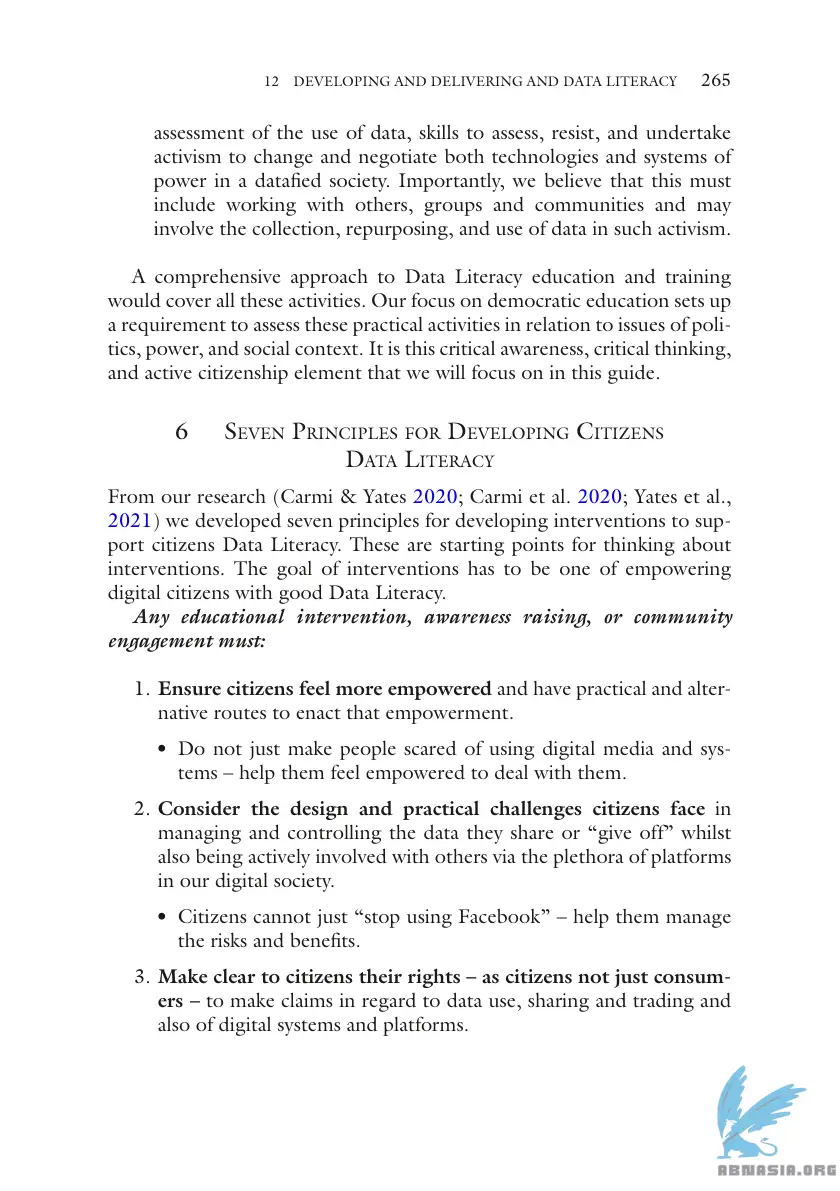 12 DEVELOPING AND DELIVERING AND DATA LITERACY 265
assessment of the use of data, skills to assess, resist, and undertake
activism to change and negotiate both technologies and systems of
power in a datafied society. Importantly, we believe that this must
include working with others, groups and communities and may
involve the collection, repurposing, and use of data in such activism.
A comprehensive approach to Data Literacy education and training
would cover all these activities. Our focus on democratic education sets up
a requirement to assess these practical activities in relation to issues of poli-
tics, power, and social context. It is this critical awareness, critical thinking,
and active citizenship element that we will focus on in this guide.
6 Seven Principles for Developing Citizens
Data Literacy
From our research (Carmi & Yates 2020; Carmi et al. 2020; Yates et al.,
2021) we developed seven principles for developing interventions to sup-
port citizens Data Literacy. These are starting points for thinking about
interventions. The goal of interventions has to be one of empowering
digital citizens with good Data Literacy.
Any educational intervention, awareness raising, or community
engagement must:
1. Ensure citizens feel more empowered and have practical and alter-
native routes to enact that empowerment.
• Do not just make people scared of using digital media and sys-
tems – help them feel empowered to deal with them.
2. Consider the design and practical challenges citizens face in
managing and controlling the data they share or “give off” whilst
also being actively involved with others via the plethora of platforms
in our digital society.
• Citizens cannot just “stop using Facebook” – help them manage
the risks and benefits.
3. Make clear to citizens their rights – as citizens not just consum-
ers – to make claims in regard to data use, sharing and trading and
also of digital systems and platforms.
ABNASIA.ORG